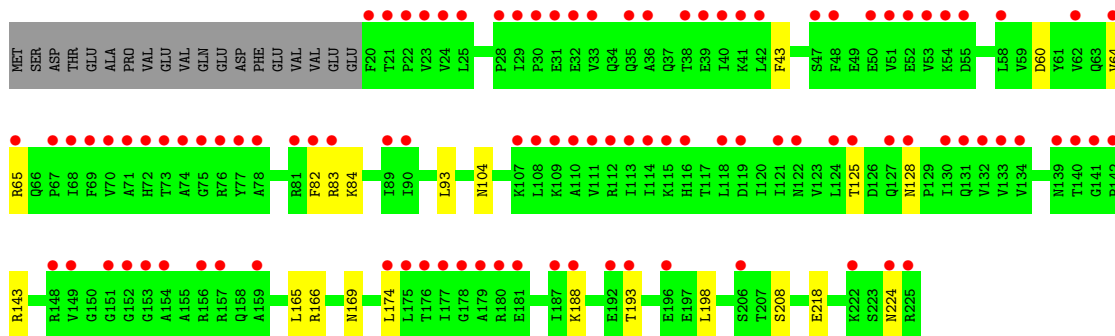 MET SER ASP THR GLU ALA PRO VAL GLU VAL GLN GLU ASP PHE GLU VAL VAL GLU GLU F20 T21 P22 V23 V24 L25 P28 I29 P30 E31 E32 V33 Q34 Q35 A36 Q37 T38 E39 I40 K41 L42 F43 S47 F48 E49 E50 V51 E52 V53 K54 D55 L58 V59 D60 Y61 V62 Q63 V64
R65 Q66 P67 I68 F69 V70 A71 H72 T73 A74 G75 R76 Y77 A78 R81 F82 R83 K84 I89 I90 L93 N104 K107 L108 K109 A110 V111 R112 I113 I114 K115 H116 T117 L118 D119 I120 I121 N122 V123 L124 T125 D126 Q127 N128 P129 I130 Q131 V132 V133 V134 N139 T140 G141 P142
R143 R148 V149 G150 G151 G152 G153 A154 A155 R156 R157 Q158 A159 L165 R166 N169 L174 L175 T176 I177 G178 A179 R180 E181 I187 K188 E192 T193 E196 E197 L198 S206 T207 S208 E218 K222 S223 N224 R225